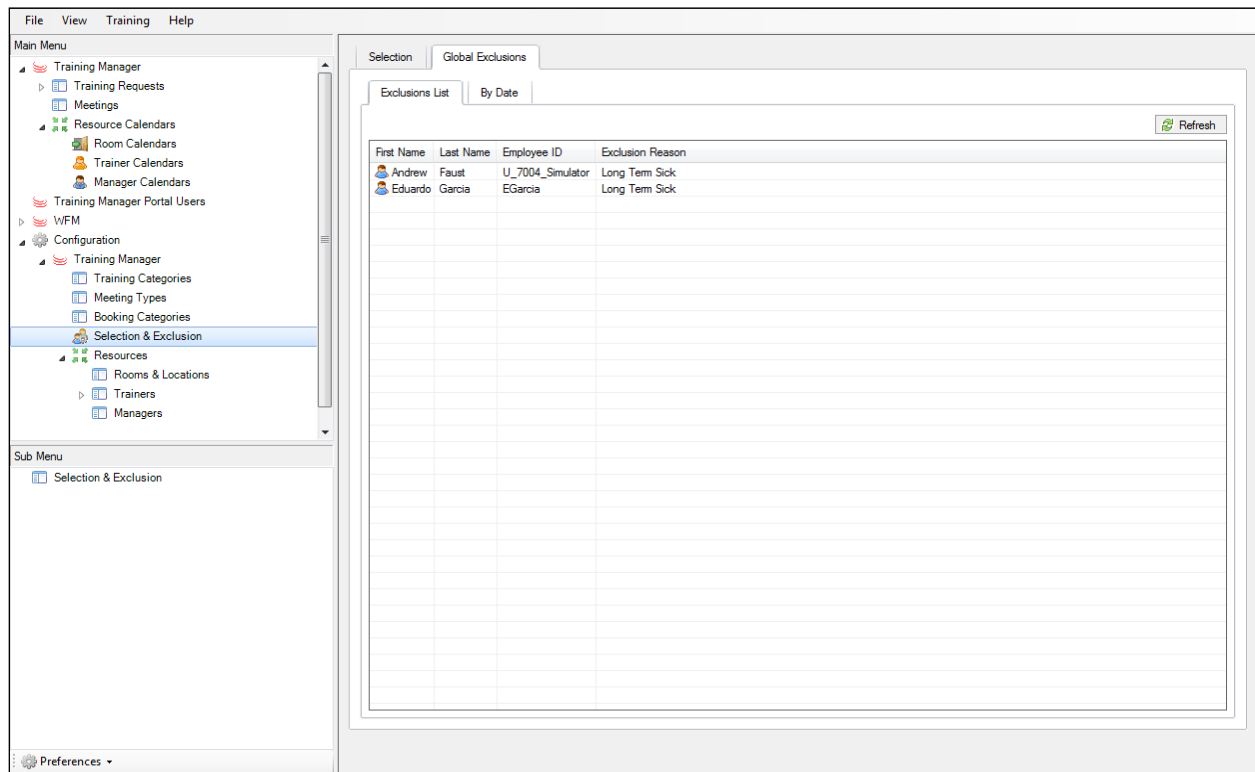 File View Training Help
Main Menu
Training Manager
Training Requests
Meetings
Resource Calendars
Room Calendars
Trainer Calendars
Manager Calendars
Training Manager Portal Users
WFM
Configuration
Training Manager
Training Categories
Meeting Types
Booking Categories
Selection & Exclusion
Resources
Rooms & Locations
Trainers
Managers
Sub Menu
Selection & Exclusion
Preferences
Selection Global Exclusions
Exclusions List By Date
Refresh
First Name Last Name Employee ID Exclusion Reason
Andrew Faust U_7004_Simulator Long Term Sick
Eduardo Garcia EGarcia Long Term Sick